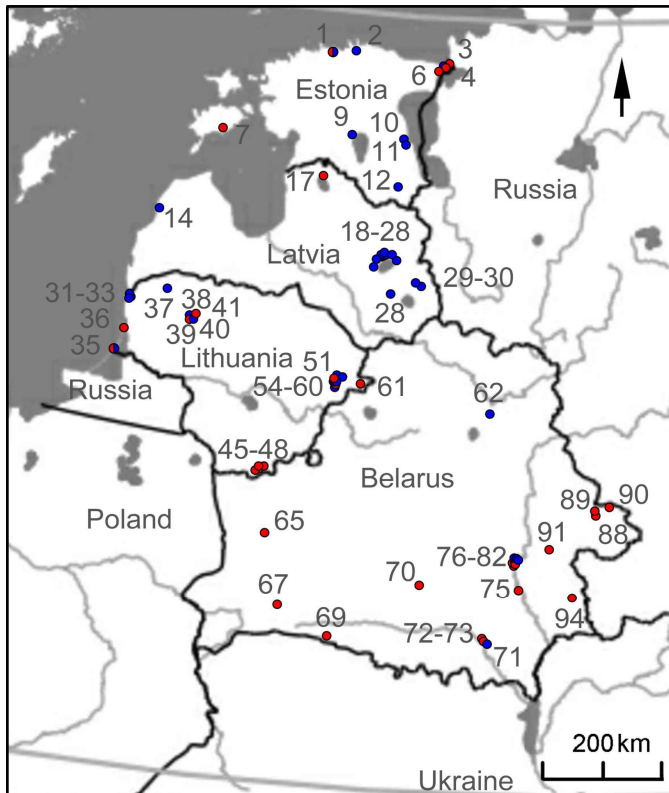 1 2 3
6 4
Estonia
7 9 10
11
17 12 Russia
14
18-28
Latvia
29-30
31-33 37 38 41 28
36 39 40
35 Lithuania 51
Russia 54-60 61
62
45-48
Belarus
Poland 89 90
88
65 91
76-82
70 75
67 94
69 72-73
71
200 km
Ukraine